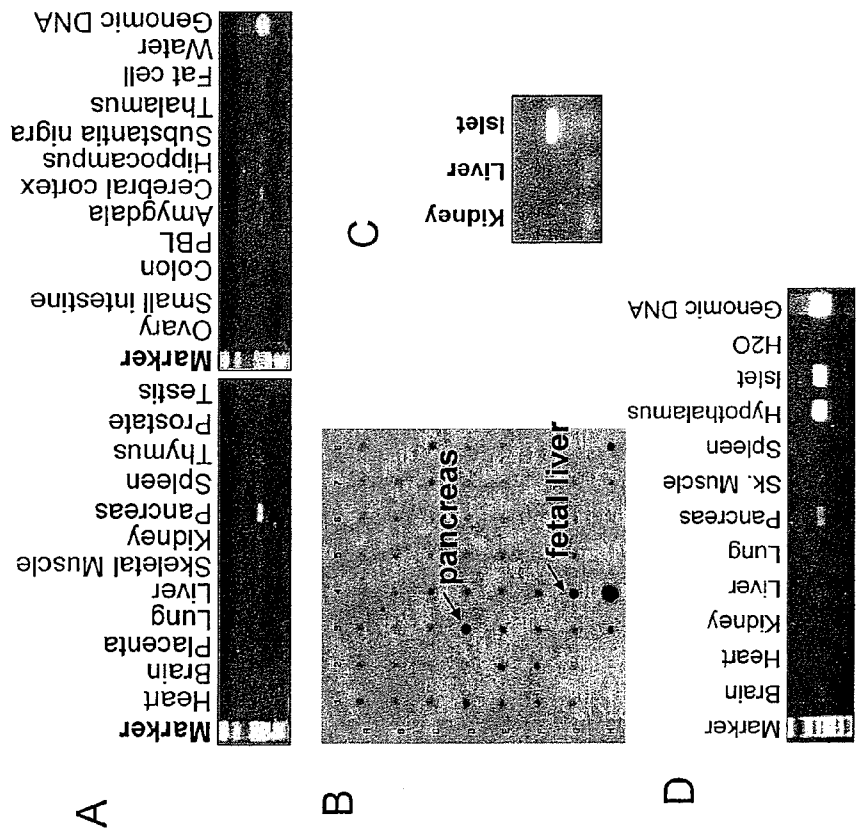 A
Marker
Heart
Brain
Placenta
Lung
Liver
Skeletal Muscle
Kidney
Pancreas
Spleen
Thymus
Prostate
Testis
Marker
Ovary
Small intestine
Colon
PBL
Amygdala
Cerebral cortex
Hippocampus
Substantia nigra
Thalamus
Fat cell
Water
Genomic DNA
B
pancreas
fetal liver
C
Kidney
Liver
Islet
D
Marker
Brain
Heart
Kidney
Liver
Lung
Pancreas
Sk. Muscle
Spleen
Hypothalamus
Islet
H2O
Genomic DNA